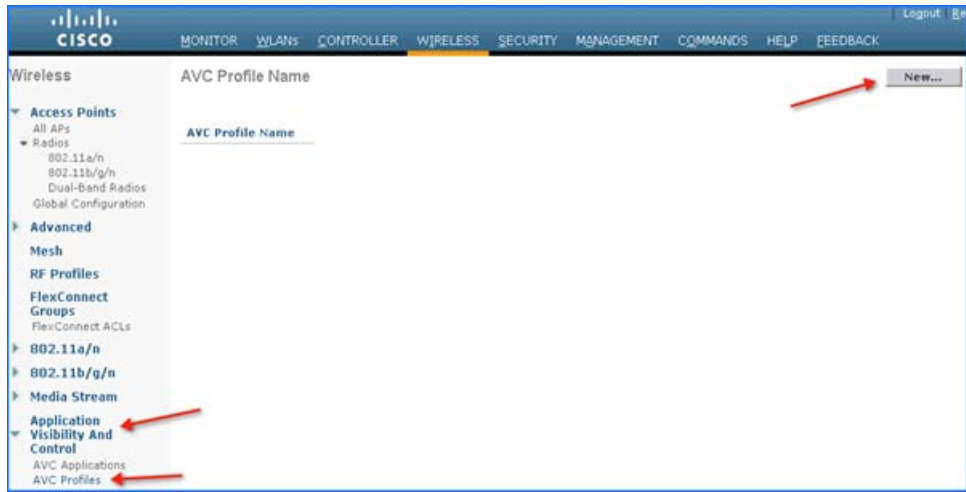 Logout
CISCO
MONITOR WLANs CONTROLLER WIRELESS SECURITY MANAGEMENT COMMANDS HELP FEEDBACK
Wireless
Access Points
All APs
Radios
802.11a/n
802.11b/g/n
Dual-Band Radios
Global Configuration
Advanced
Mesh
RF Profiles
FlexConnect
Groups
FlexConnect ACLs
802.11a/n
802.11b/g/n
Media Stream
Application
Visibility And
Control
AVC Applications
AVC Profiles
AVC Profile Name
New...
AVC Profile Name